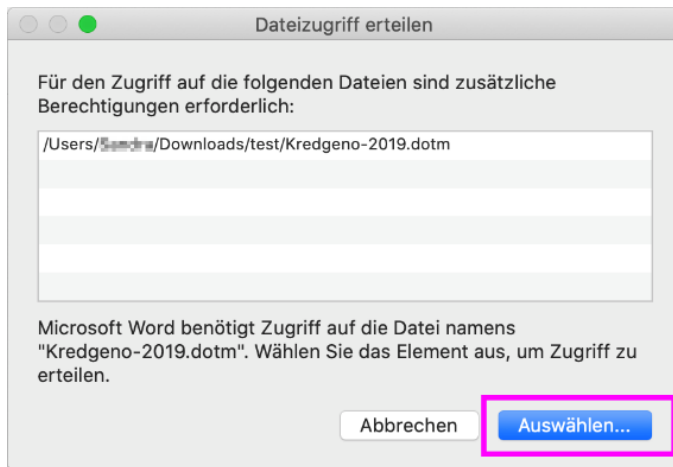 Dateizugriff erteilen
Für den Zugriff auf die folgenden Dateien sind zusätzliche
Berechtigungen erforderlich:
/Users/ /Downloads/test/Kredgeno-2019.dotm
Microsoft Word benötigt Zugriff auf die Datei namens
"Kredgeno-2019.dotm". Wählen Sie das Element aus, um Zugriff zu
erteilen.
Abbrechen Auswählen...